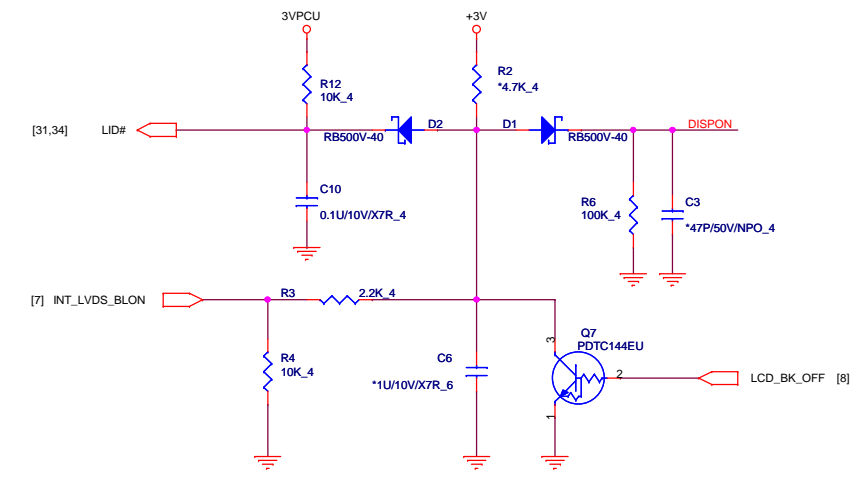 3VPCU
+3V
R12
10K_4
R2
*4.7K_4
[31,34] LID#
RB500V-40
D2
D1
RB500V-40
DISPON
C10
0.1U/10V/X7R_4
R6
100K_4
C3
*47P/50V/NPO_4
[7] INT_LVDS_BLON
R3
2.2K_4
R4
10K_4
C6
*1U/10V/X7R_6
3
Q7
PDTC144EU
2
1
LCD_BK_OFF [8]